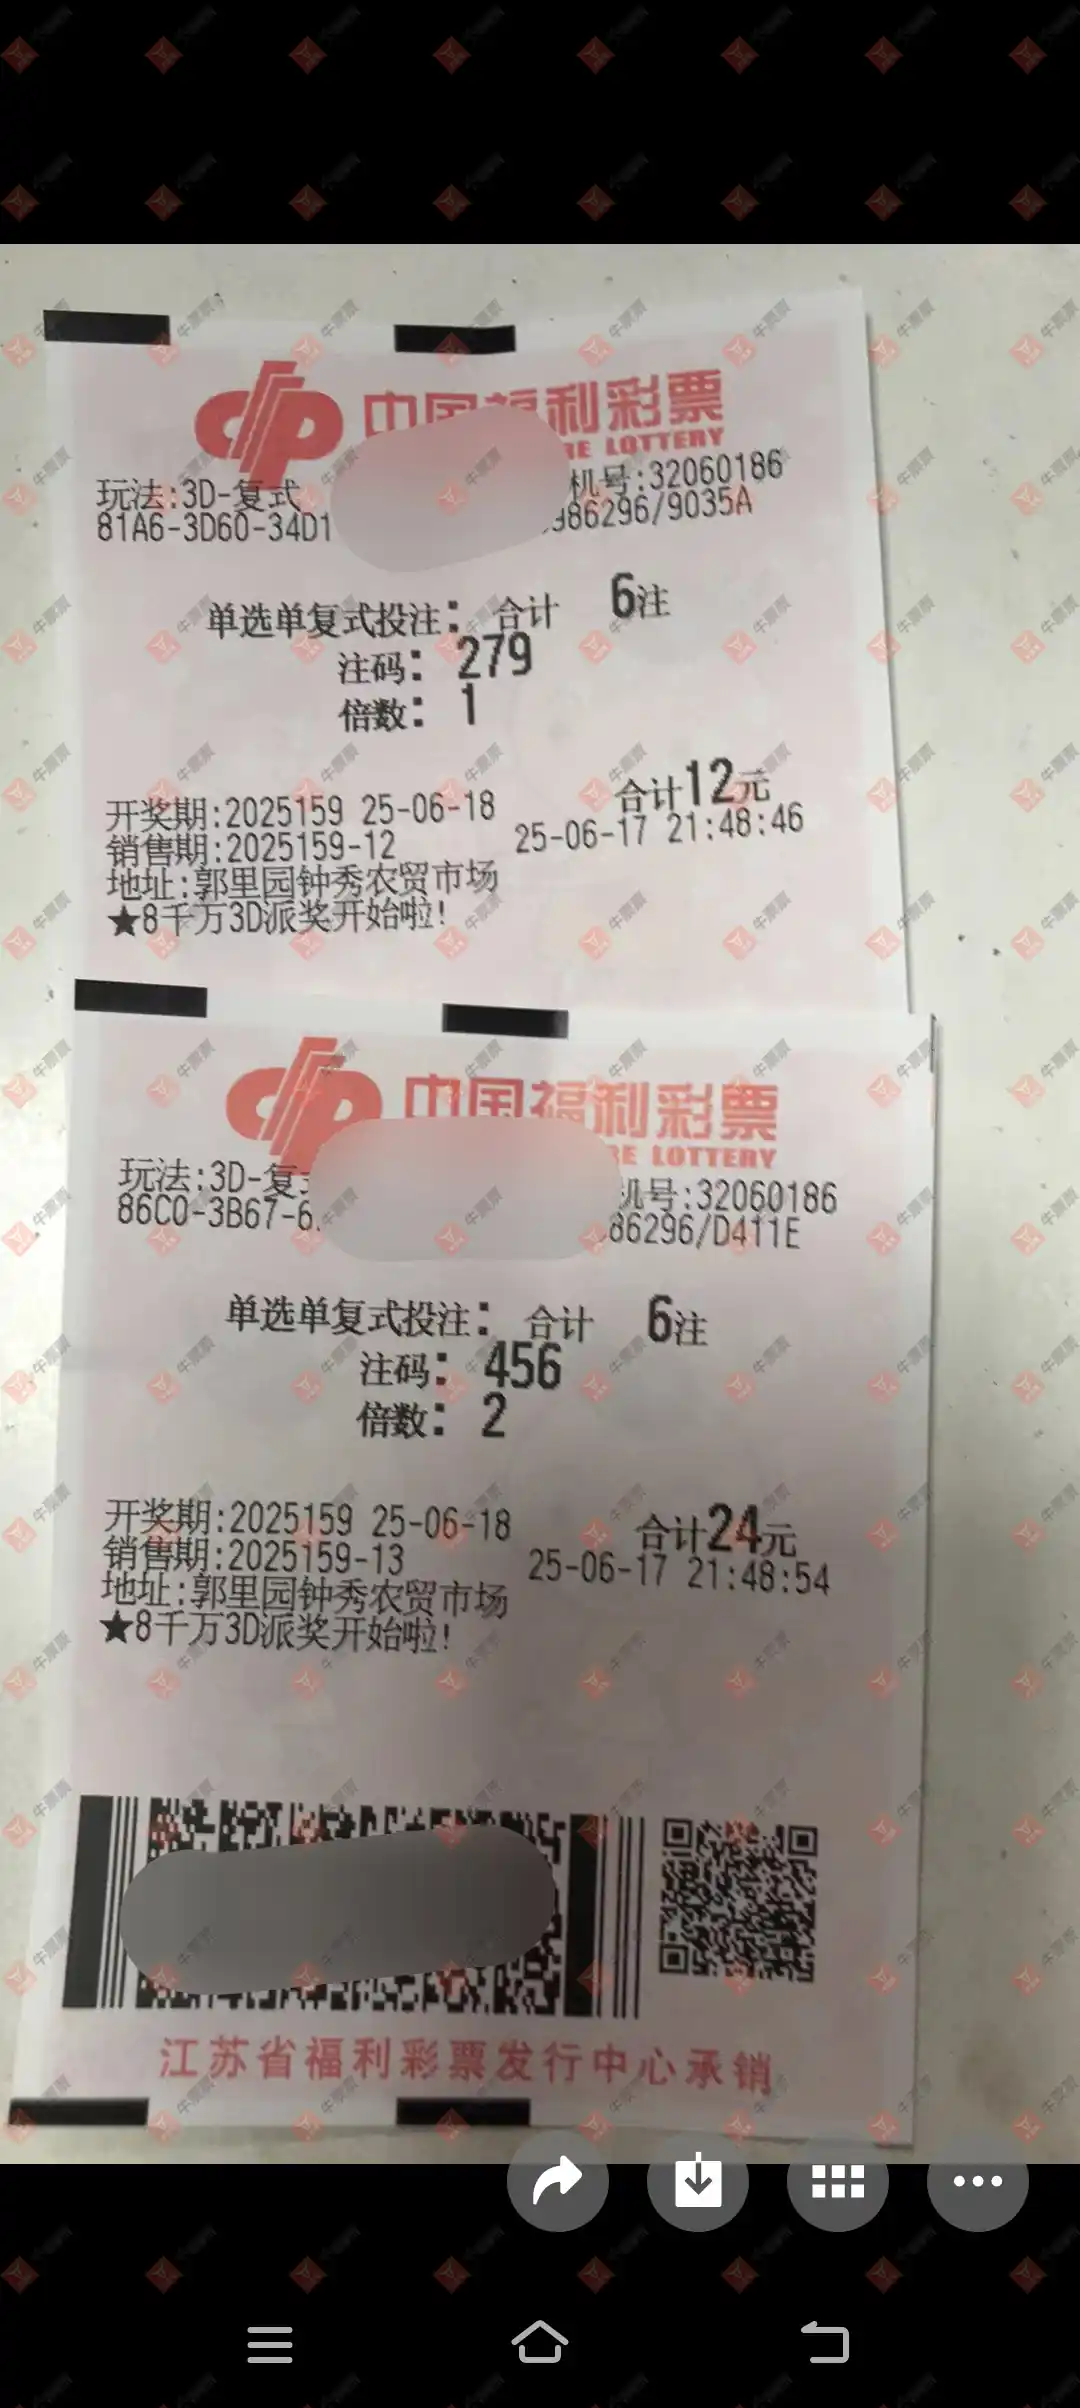 中国福利彩票
RE LOTTERY
玩法:3D-复式 机号:32060186
81A6-3D60-34D1 986296/9035A
单选单复式投注: 合计 6注
注码: 279
倍数: 1
合计12元
开奖期:2025159 25-06-18
25-06-17 21:48:46
销售期:2025159-12
地址:郭里园钟秀农贸市场
★8千万3D派奖开始啦!
中国福利彩票
RE LOTTERY
玩法:3D-复 机号:32060186
86C0-3B67-6 86296/D411E
单选单复式投注: 合计 6注
注码: 456
倍数: 2
开奖期:2025159 25-06-18 合计24元
销售期:2025159-13 25-06-17 21:48:54
地址:郭里园钟秀农贸市场
★8千万3D派奖开始啦!
江苏省福利彩票发行中心承销
牛票票